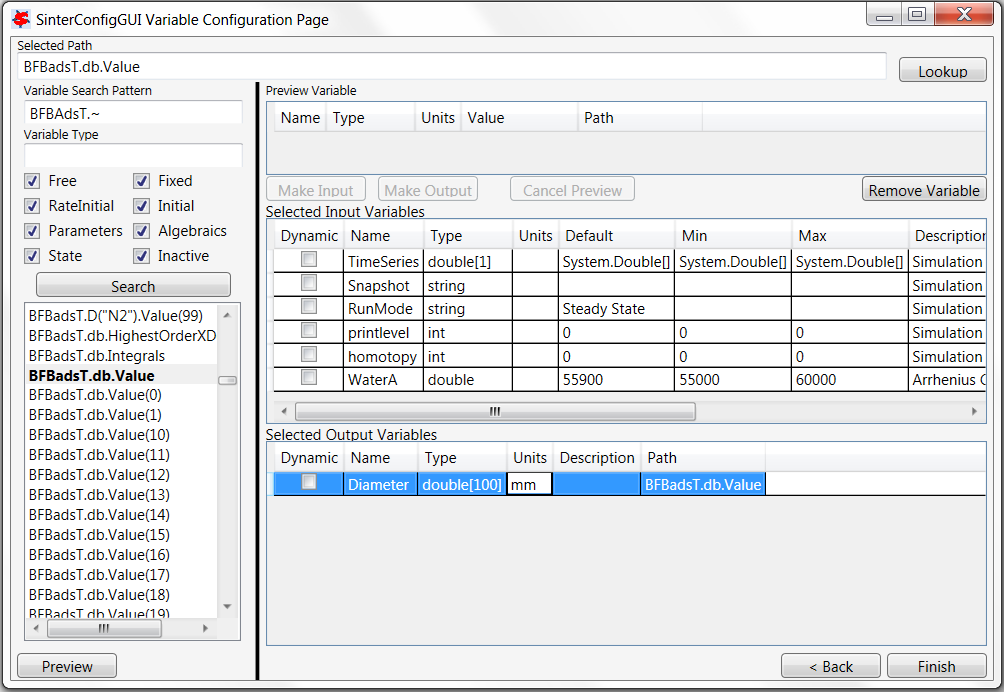 SinterConfigGUI Variable Configuration Page
Selected Path
BFBadsT.db.Value
Lookup
Variable Search Pattern
BFBAdsT.~
Variable Type
Free Fixed
RateInitial Initial
Parameters Algebraics
State Inactive
Search
BFBadsT.D("N2").Value(99)
BFBadsT.db.HighestOrderXD
BFBadsT.db.Integrals
BFBadsT.db.Value
BFBadsT.db.Value(0)
BFBadsT.db.Value(1)
BFBadsT.db.Value(10)
BFBadsT.db.Value(11)
BFBadsT.db.Value(12)
BFBadsT.db.Value(13)
BFBadsT.db.Value(14)
BFBadsT.db.Value(15)
BFBadsT.db.Value(16)
BFBadsT.db.Value(17)
BFBadsT.db.Value(18)
BFBadsT.db.Value(19)
Preview
Preview Variable
Name Type Units Value Path
Make Input Make Output Cancel Preview Remove Variable
Selected Input Variables
Dynamic Name Type Units Default Min Max Description
TimeSeries double[1] System.Double[] System.Double[] System.Double[] Simulation
Snapshot string Simulation
RunMode string Steady State Simulation
printlevel int 0 0 0 Simulation
homotopy int 0 0 0 Simulation
WaterA double 55900 55000 60000 Arrhenius C
Selected Output Variables
Dynamic Name Type Units Description Path
Diameter double[100] mm BFBadsT.db.Value
< Back Finish